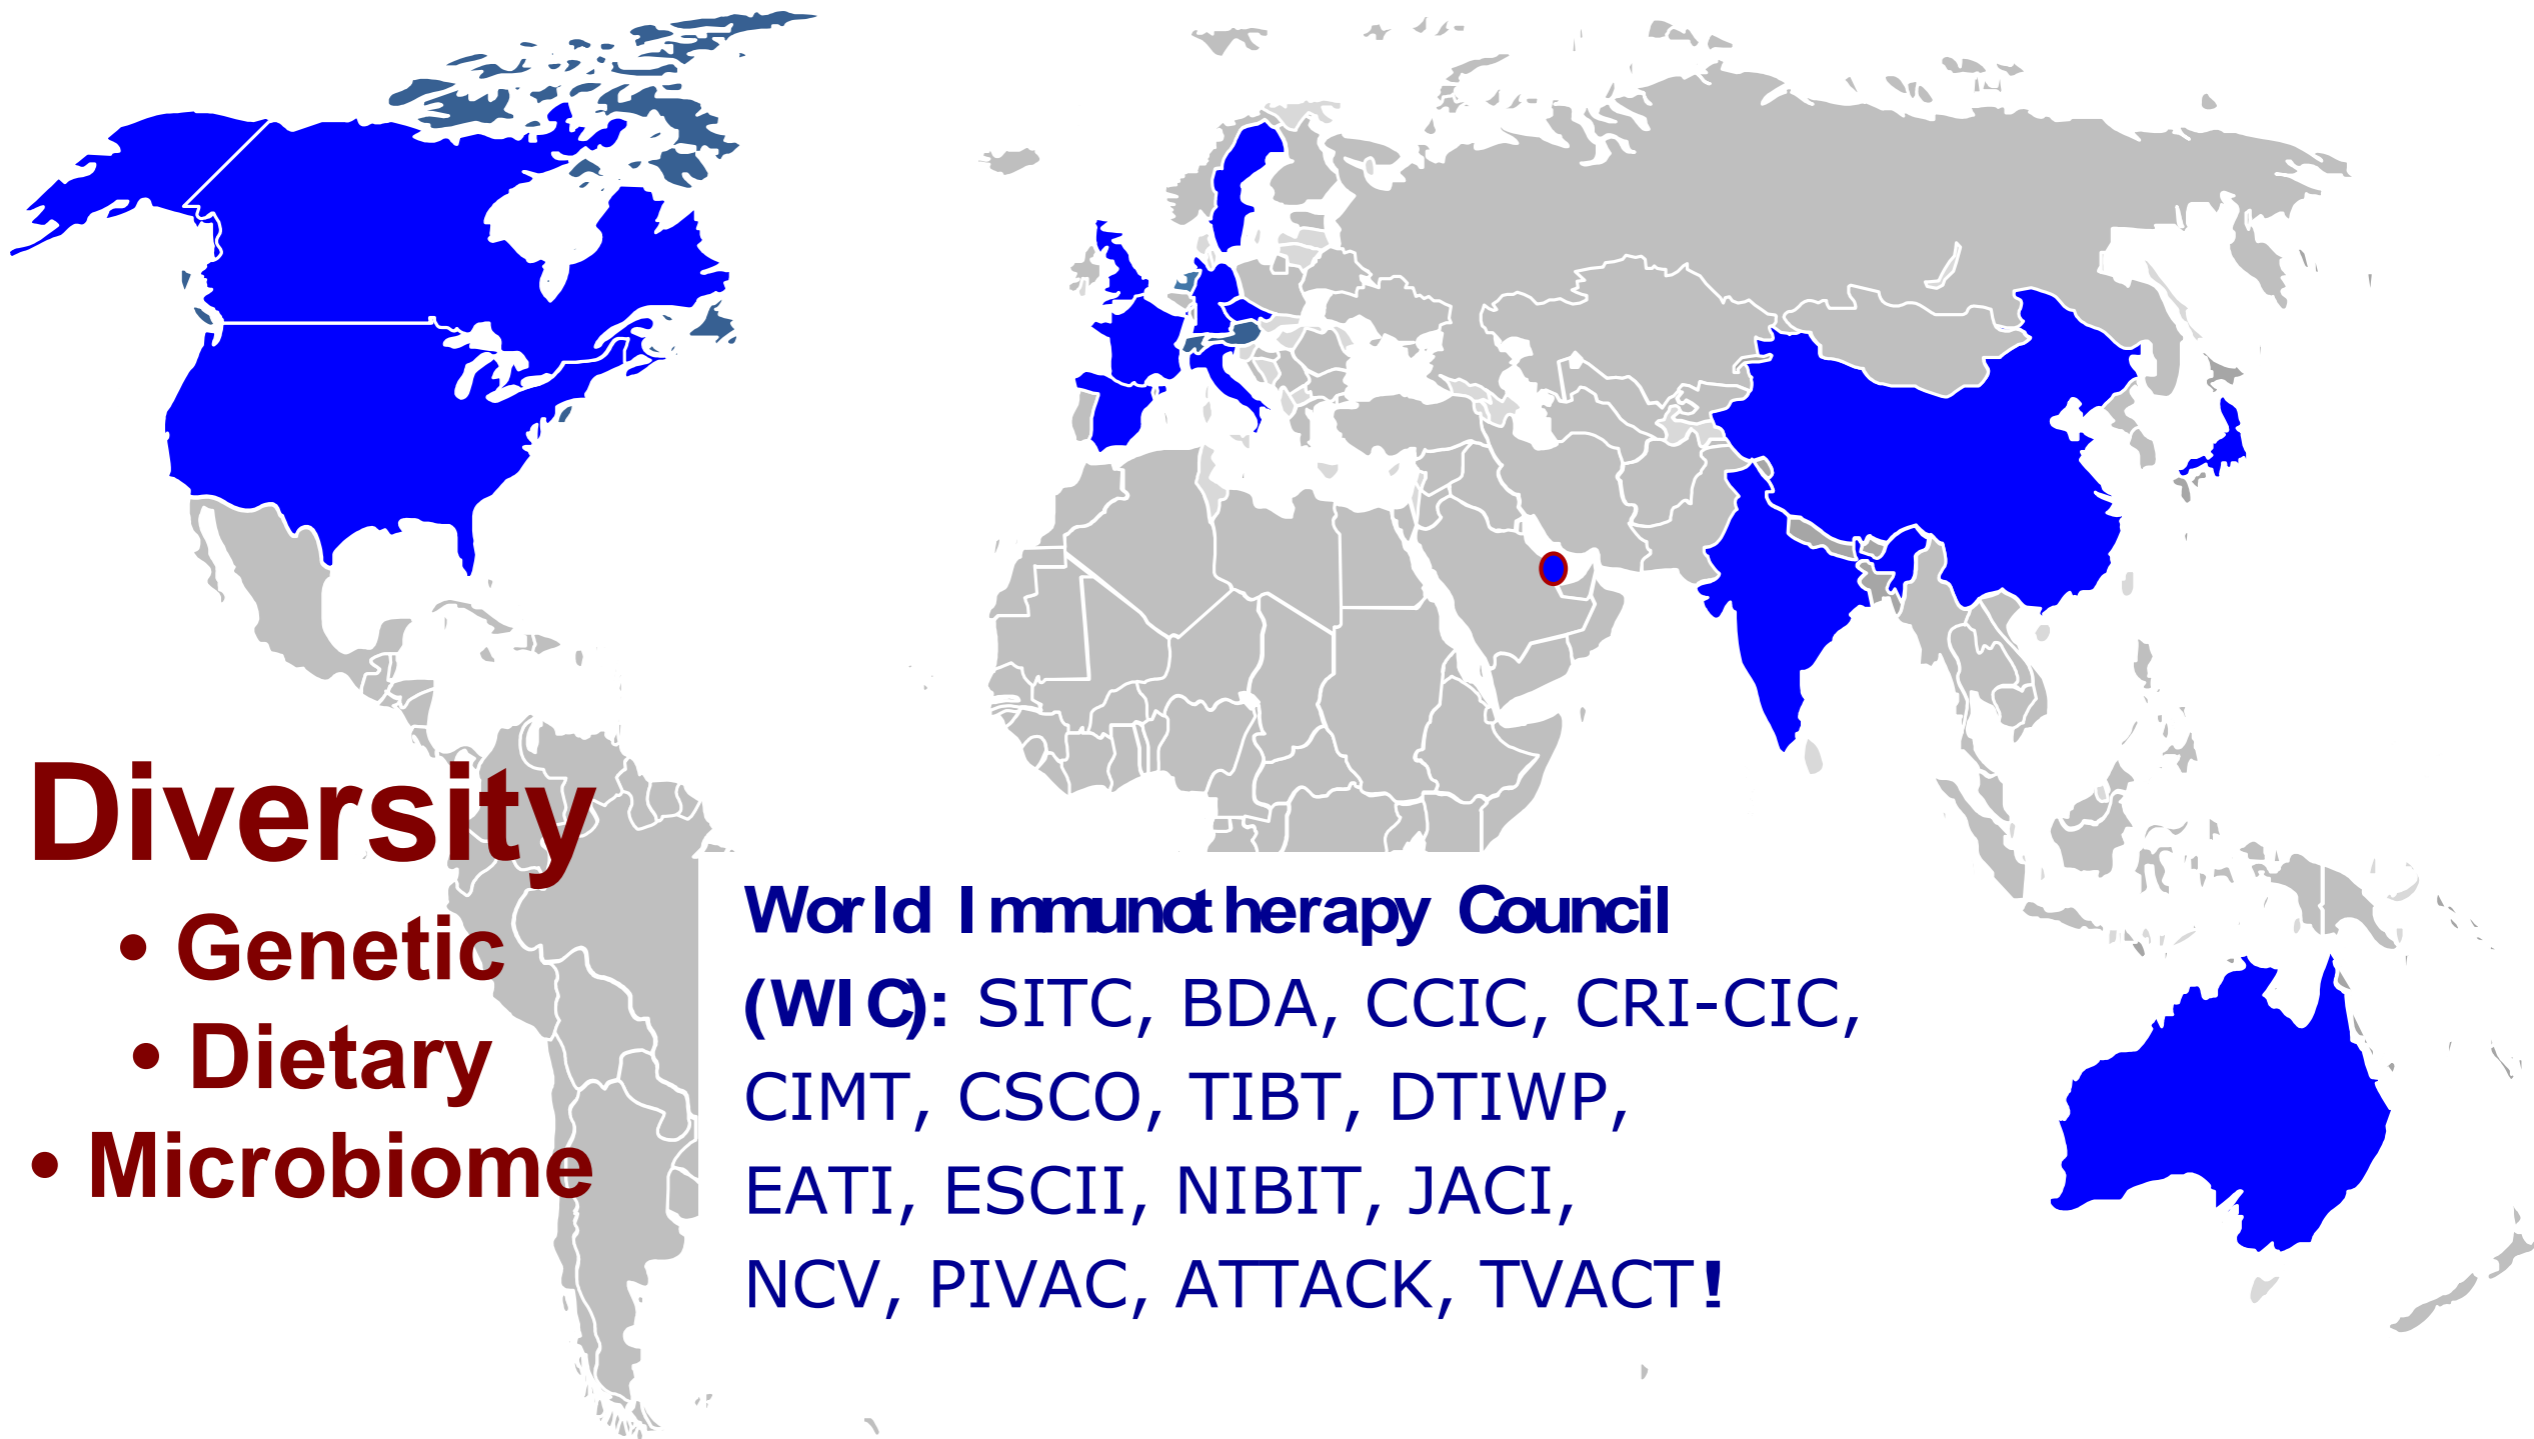 Diversity
• Genetic
• Dietary
• Microbiome
World Immunotherapy Council
(WIC): SITC, BDA, CCIC, CRI-CIC,
CIMT, CSCO, TIBT, DTIWP,
EATI, ESCII, NIBIT, JACI,
NCV, PIVAC, ATTACK, TVACT!